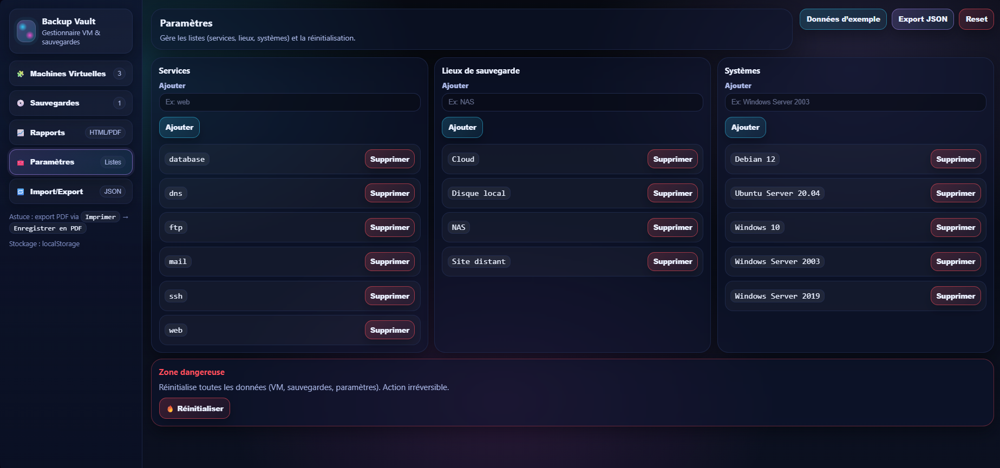 Backup Vault
Gestionnaire VM &
sauvegardes
Machines Virtuelles 3
Sauvegardes 1
Rapports HTML/PDF
Paramètres Listes
Import/Export JSON
Astuce : export PDF via Imprimer →
Enregistrer en PDF
Stockage : localStorage
Paramètres
Gère les listes (services, lieux, systèmes) et la réinitialisation.
Données d’exemple
Export JSON
Reset
Services
Ajouter
Ex: web
Ajouter
database Supprimer
dns Supprimer
ftp Supprimer
mail Supprimer
ssh Supprimer
web Supprimer
Lieux de sauvegarde
Ajouter
Ex: NAS
Ajouter
Cloud Supprimer
Disque local Supprimer
NAS Supprimer
Site distant Supprimer
Systèmes
Ajouter
Ex: Windows Server 2003
Ajouter
Debian 12 Supprimer
Ubuntu Server 20.04 Supprimer
Windows 10 Supprimer
Windows Server 2003 Supprimer
Windows Server 2019 Supprimer
Zone dangereuse
Réinitialise toutes les données (VM, sauvegardes, paramètres). Action irréversible.
Réinitialiser